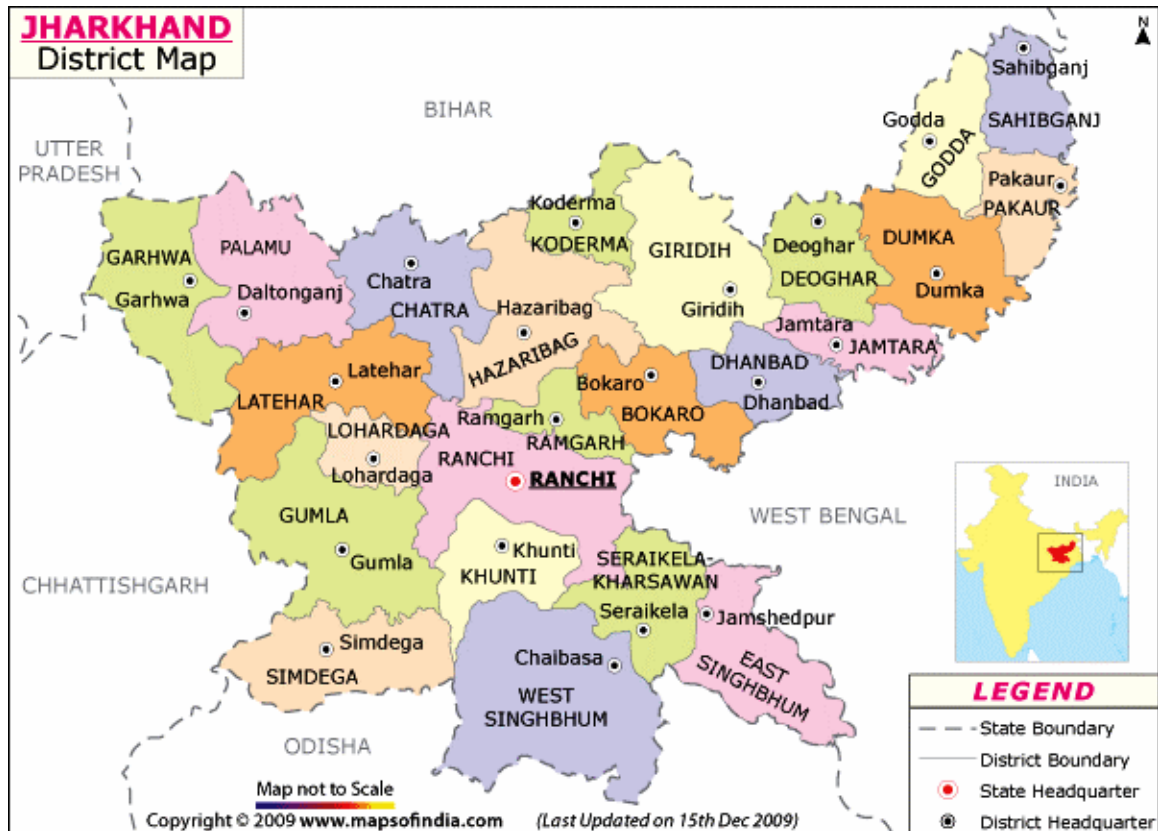 JHARKHAND
District Map
N
BIHAR
UTTER
PRADESH
Sahibganj
SAHIBGANJ
Godda
GODDA
Pakaur
PAKAUR
Koderma
KODERMA
GIRIDIH
Giridih
Deoghar
DEOGHAR
DUMKA
Dumka
GARHWA
Garhwa
PALAMU
Daltonganj
Chatra
CHATRA
Hazaribag
HAZARIBAG
Jamtara
JAMTARA
DHANBAD
Dhanbad
Latehar
LATEHAR
Bokaro
BOKARO
Ramgarh
RAMGARH
LOHARDAGA
Lohardaga
RANCHI
RANCHI
GUMLA
Gumla
Khunti
KHUNTI
SERAIKELA-
KHARSAWAN
Seraikela
WEST BENGAL
INDIA
CHHATTISHGARH
Jamshedpur
EAST
SINGHBHUM
Simdega
SIMDEGA
Chaibasa
WEST
SINGHBHUM
ODISHA
LEGEND
State Boundary
District Boundary
State Headquarter
District Headquarter
Map not to Scale
Copyright © 2009 www.mapsofindia.com (Last Updated on 15th Dec 2009)